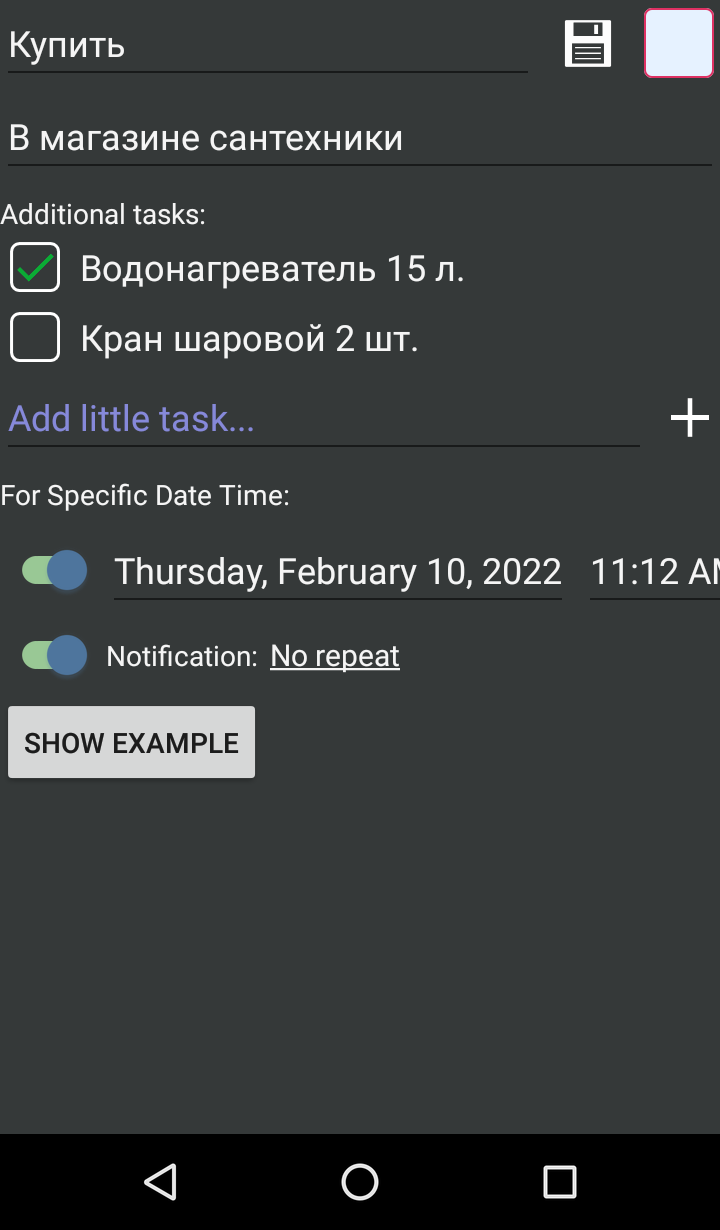 Купить
В магазине сантехники
Additional tasks:
Водонагреватель 15 л.
Кран шаровой 2 шт.
Add little task...
For Specific Date Time:
Thursday, February 10, 2022 11:12 AM
Notification: No repeat
SHOW EXAMPLE